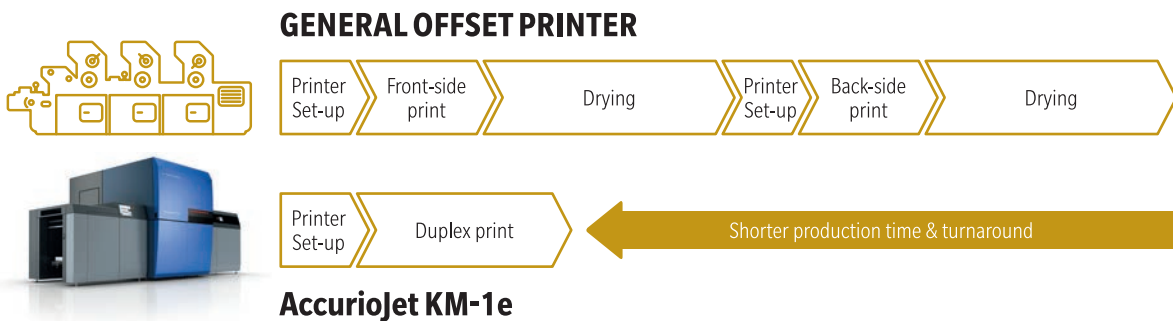 GENERAL OFFSET PRINTER
Printer
Set-up
Front-side
print
Drying
Printer
Set-up
Back-side
print
Drying
Printer
Set-up
Duplex print
Shorter production time & turnaround
AccurioJet KM-1e